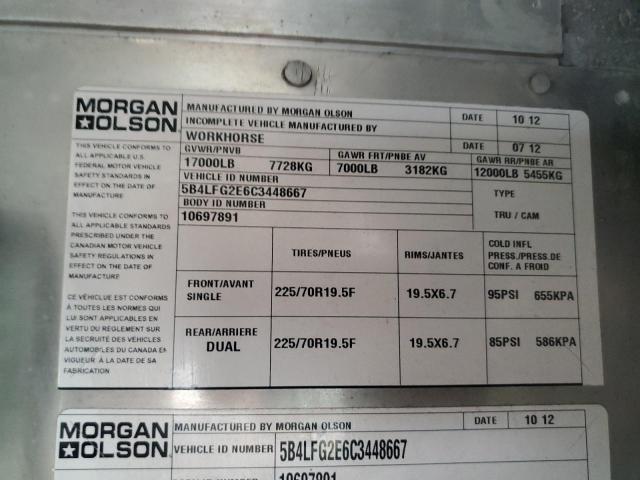 MORGAN OLSON
THIS VEHICLE CONFORMS TO
ALL APPLICABLE U.S.
FEDERAL MOTOR VEHICLE
SAFETY STANDARDS IN
EFFECT ON THE DATE OF
MANUFACTURE
THIS VEHICLE CONFORMS TO
ALL APPLICABLE STANDARDS
PRESCRIBED UNDER THE
CANADIAN MOTOR VEHICLE
SAFETY REGULATIONS IN
EFFECT ON THE DATE OF
MANUFACTURE
CE VÉHICLUE EST CONFORMS
À TOUTES LES NORMES QUI
LUI SONT APPLICABLES EN
VERTU DU RÈGLEMENT SUR
LA SÉCURITÉ DES VÉHICLES
AUTOMOBILES DU CANADA EN
VIGUEUR À LA DATE DE SA
FABRICATION
MANUFACTURED BY MORGAN OLSON DATE 10 12
INCOMPLETE VEHICLE MANUFACTURED BY
WORKHORSE DATE 07 12
GVWR/PNVB GAWR FRT/PNBE AV GAWR RR/PNBE AR
17000LB 7728KG 7000LB 3182KG 12000LB 5455KG
VEHICLE ID NUMBER
5B4LFG2E6C3448667 TYPE
BODY ID NUMBER
10697891 TRU / CAM
TIRES/PNEUS RIMS/JANTES COLD INFL
PRESS./PRESS.DE
CONF. A FROID
FRONT/AVANT
SINGLE 225/70R19.5F 19.5X6.7 95PSI 655KPA
REAR/ARRIERE
DUAL 225/70R19.5F 19.5X6.7 85PSI 586KPA
MORGAN OLSON
MANUFACTURED BY MORGAN OLSON DATE 10 12
VEHICLE ID NUMBER 5B4LFG2E6C3448667
10697891